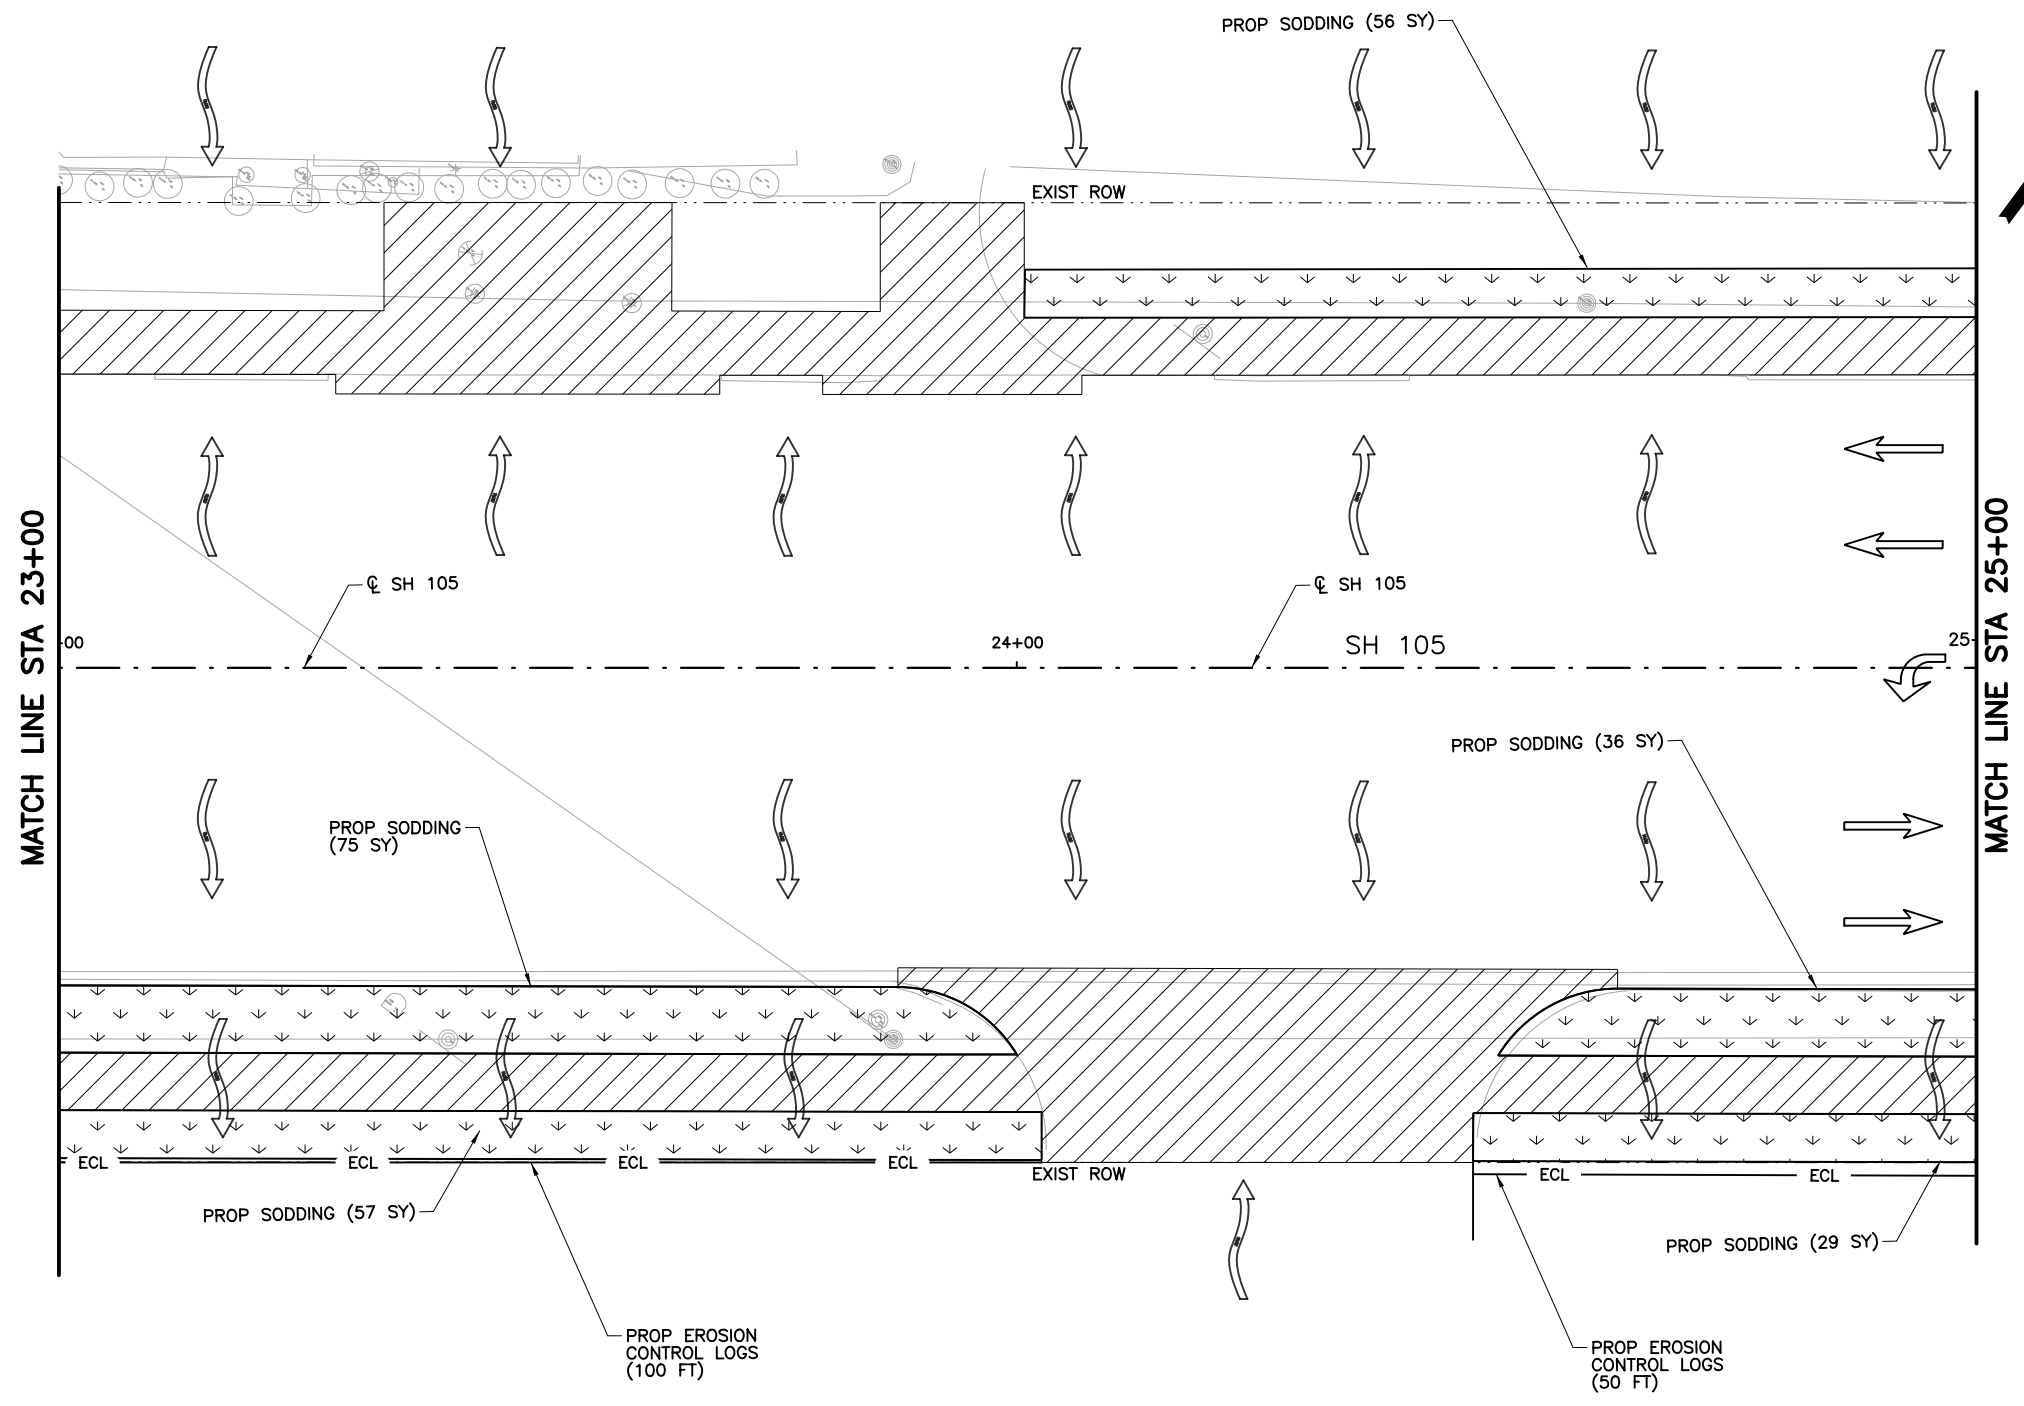 PROP SODDING (56 SY)
EXIST ROW
MATCH LINE STA 23+00
MATCH LINE STA 25+00
℄ SH 105
℄ SH 105
00
24+00
SH 105
25
PROP SODDING (36 SY)
PROP SODDING
(75 SY)
ECL
ECL
ECL
ECL
EXIST ROW
ECL
ECL
PROP SODDING (57 SY)
PROP SODDING (29 SY)
PROP EROSION
CONTROL LOGS
(100 FT)
PROP EROSION
CONTROL LOGS
(50 FT)